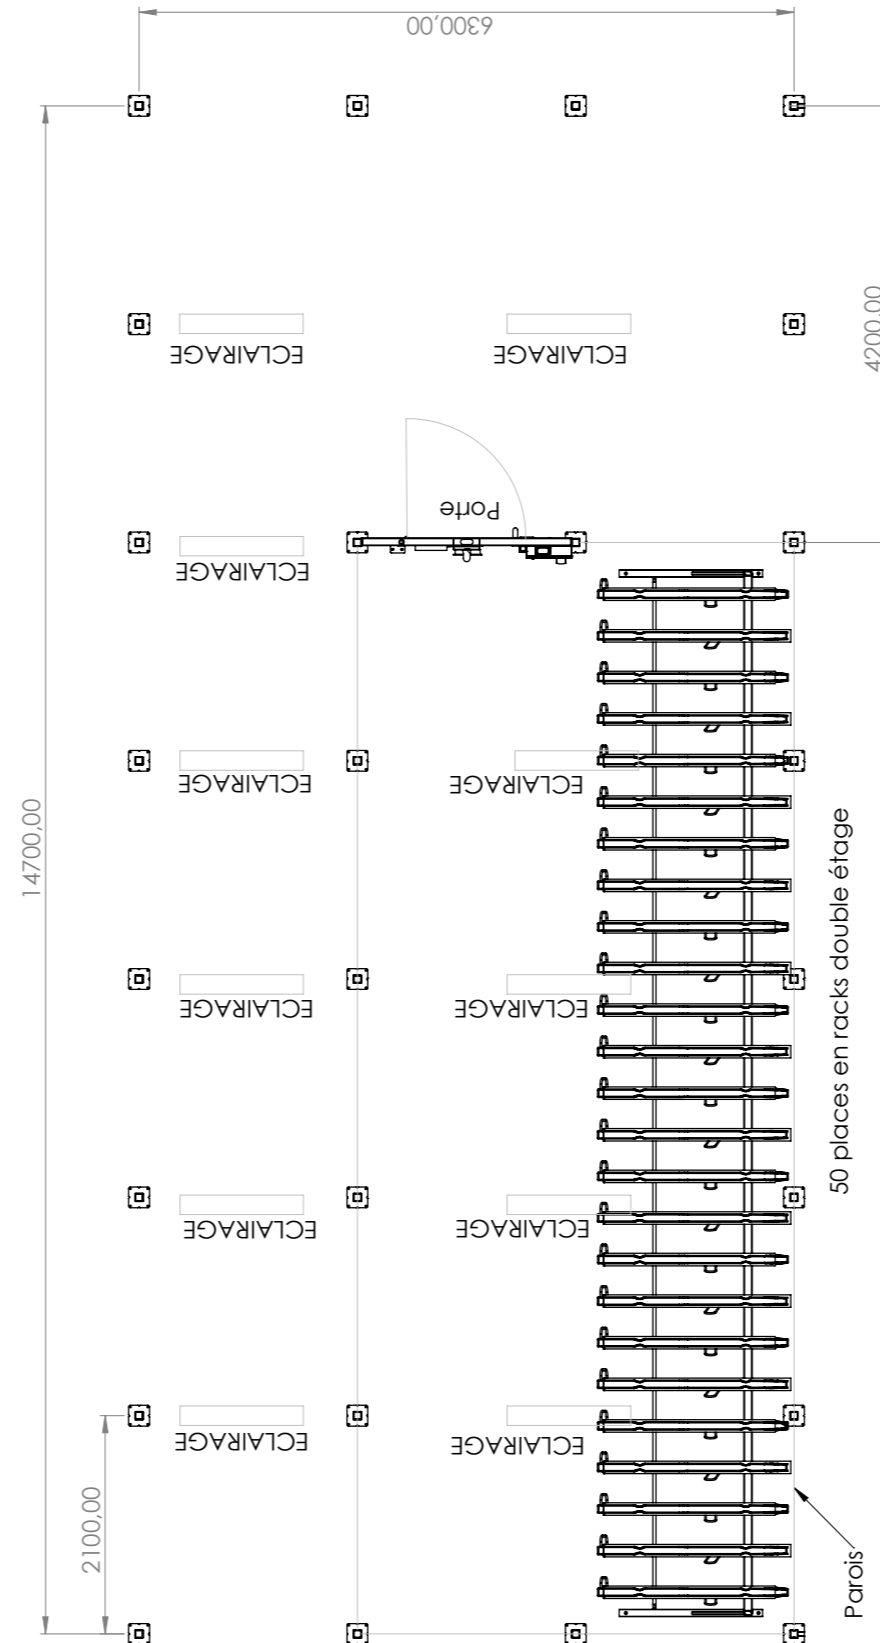 6300,00
14700,00
4200,00
ECLAIRAGE
ECLAIRAGE
Porte
ECLAIRAGE
ECLAIRAGE
ECLAIRAGE
50 places en racks double étage
ECLAIRAGE
ECLAIRAGE
ECLAIRAGE
ECLAIRAGE
ECLAIRAGE
ECLAIRAGE
2100,00
Parois